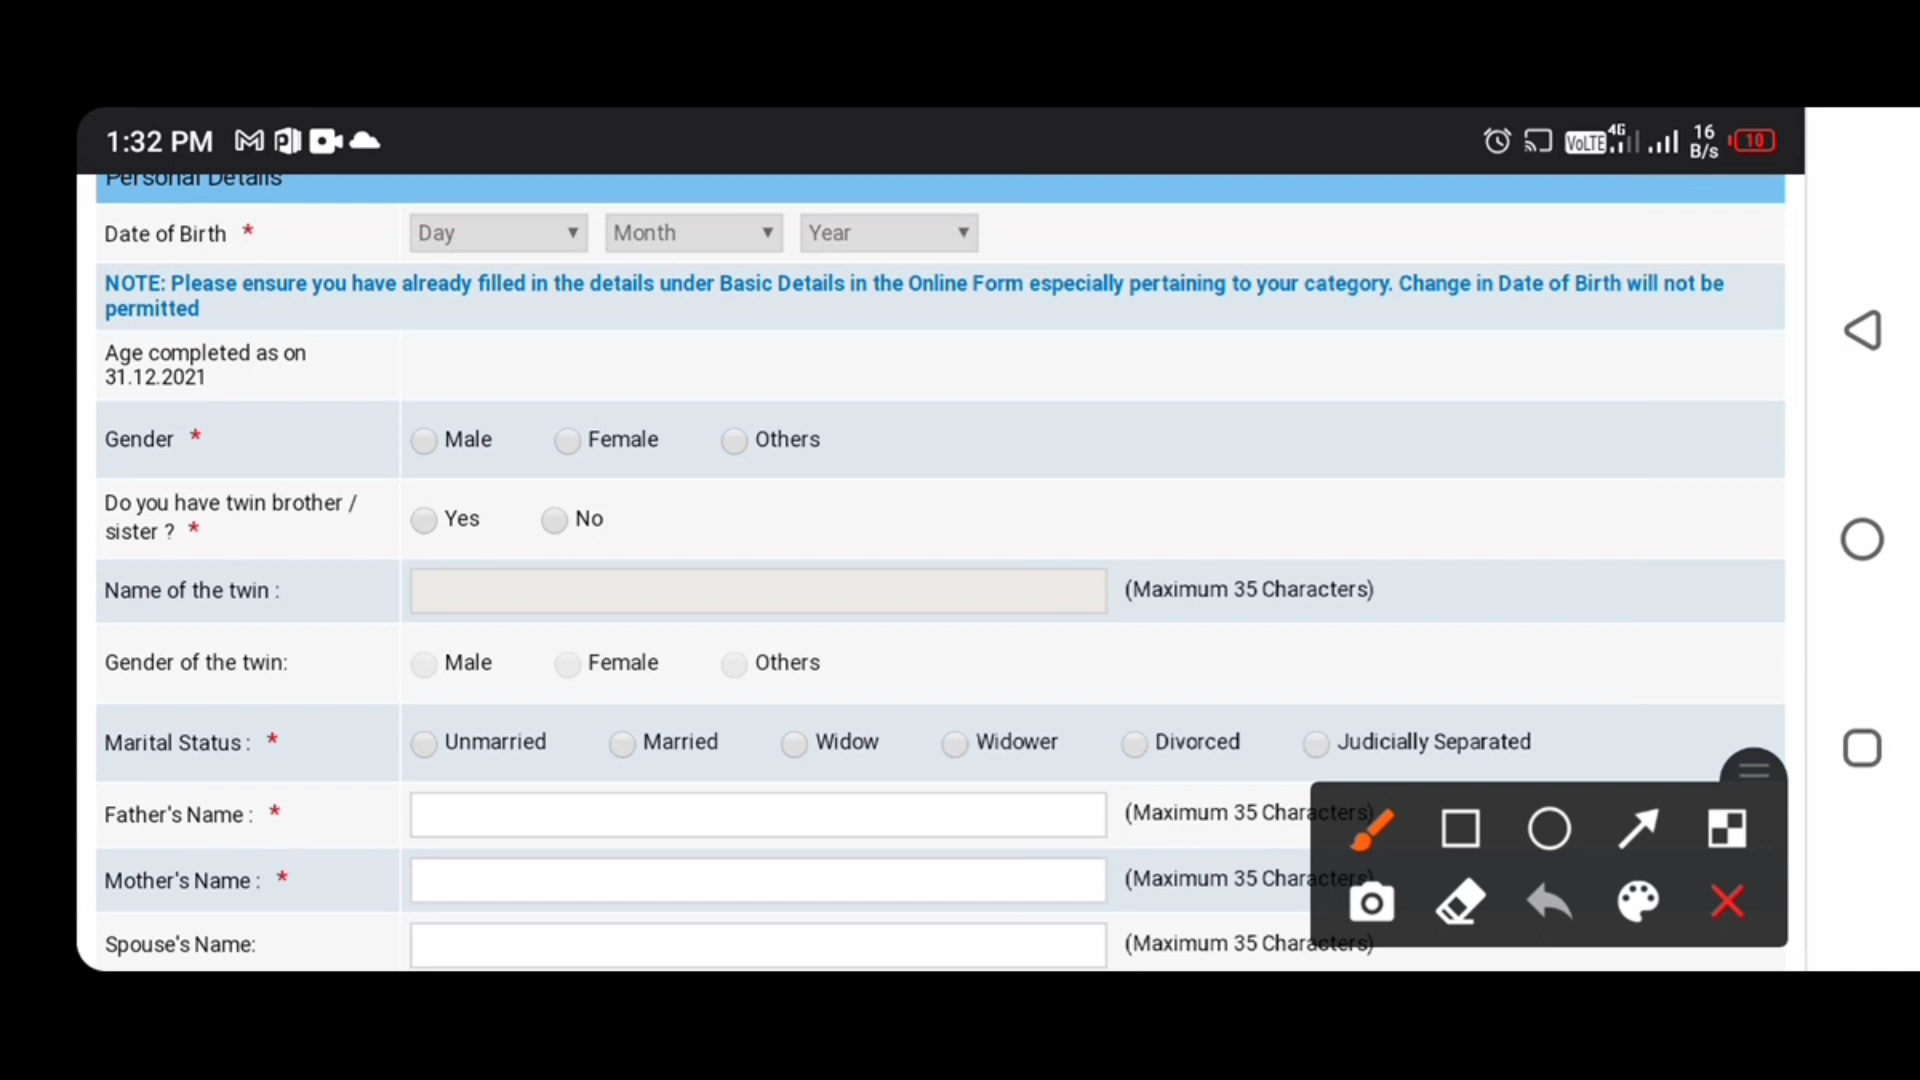 1:32 PM VoLTE 4G 16 B/s 10
Personal Details
Date of Birth * Day Month Year
NOTE: Please ensure you have already filled in the details under Basic Details in the Online Form especially pertaining to your category. Change in Date of Birth will not be
permitted
Age completed as on
31.12.2021
Gender * Male Female Others
Do you have twin brother /
sister ? * Yes No
Name of the twin : (Maximum 35 Characters)
Gender of the twin: Male Female Others
Marital Status : * Unmarried Married Widow Widower Divorced Judicially Separated
Father's Name : * (Maximum 35 Characters)
Mother's Name : * (Maximum 35 Characters)
Spouse's Name: (Maximum 35 Characters)